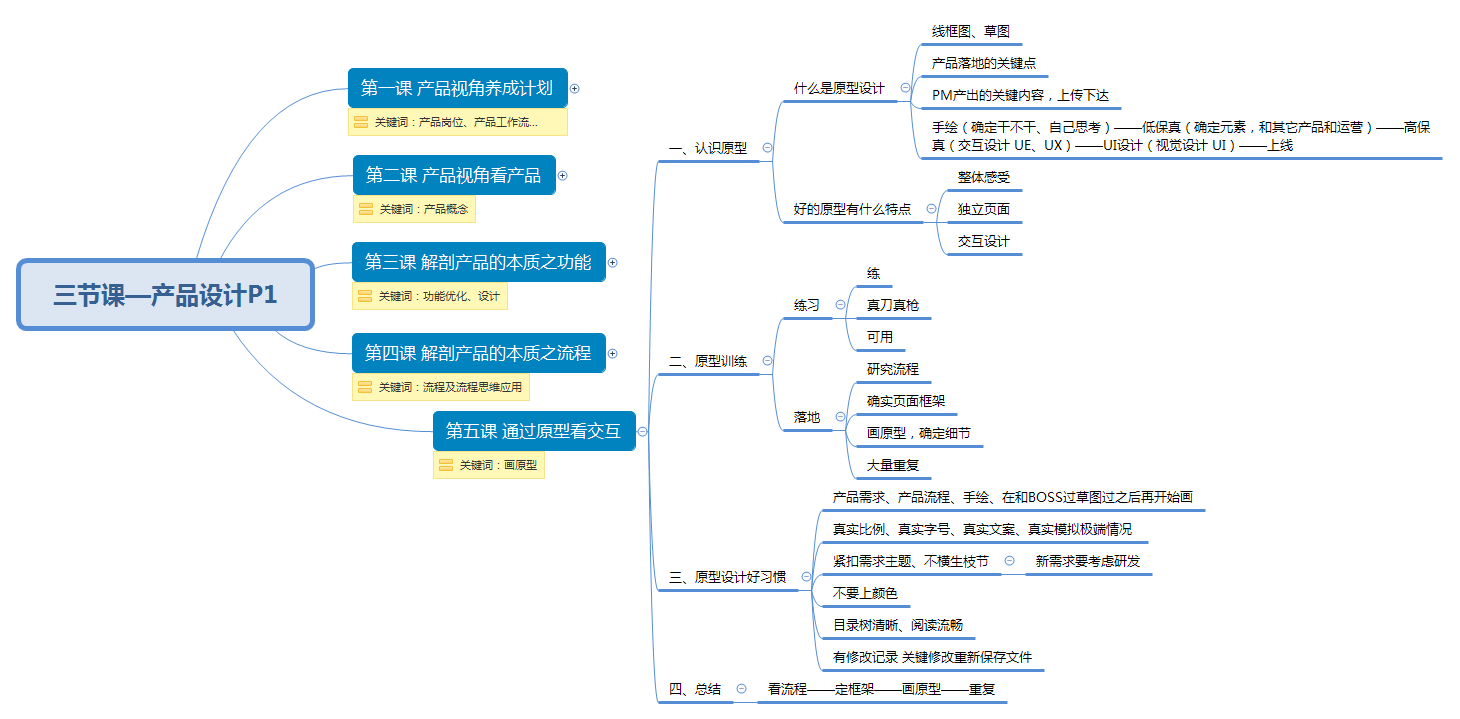 三节课—产品设计P1
第一课 产品视角养成计划
关键词：产品岗位、产品工作流...
第二课 产品视角看产品
关键词：产品概念
第三课 解剖产品的本质之功能
关键词：功能优化、设计
第四课 解剖产品的本质之流程
关键词：流程及流程思维应用
第五课 通过原型看交互
关键词：画原型
一、认识原型
什么是原型设计
线框图、草图
产品落地的关键点
PM产出的关键内容，上传下达
手绘（确定干不干、自己思考）——低保真（确定元素，和其它产品和运营）——高保
真（交互设计 UE、UX）——UI设计（视觉设计 UI）——上线
好的原型有什么特点
整体感受
独立页面
交互设计
二、原型训练
练习
练
真刀真枪
可用
落地
研究流程
确实页面框架
画原型，确定细节
大量重复
三、原型设计好习惯
产品需求、产品流程、手绘、在和BOSS过草图过之后再开始画
真实比例、真实字号、真实文案、真实模拟极端情况
紧扣需求主题、不横生枝节
新需求要考虑研发
不要上颜色
目录树清晰、阅读流畅
有修改记录 关键修改重新保存文件
四、总结
看流程——定框架——画原型——重复